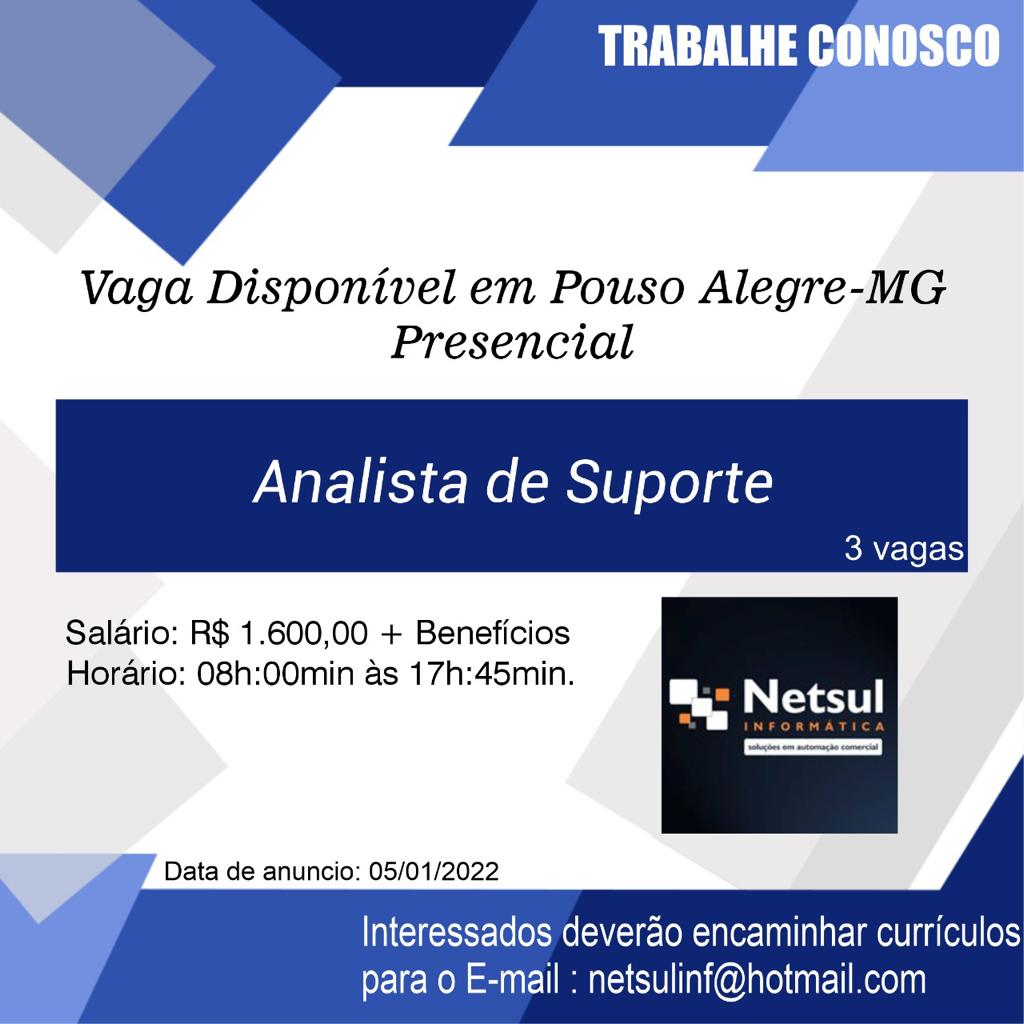 TRABALHE CONOSCO
Vaga Disponível em Pouso Alegre-MG
Presencial
Analista de Suporte
3 vagas
Salário: R$ 1.600,00 + Benefícios
Horário: 08h:00min às 17h:45min.
Netsul
INFORMÁTICA
soluções em automação comercial
Data de anuncio: 05/01/2022
Interessados deverão encaminhar currículos
para o E-mail : netsulinf@hotmail.com